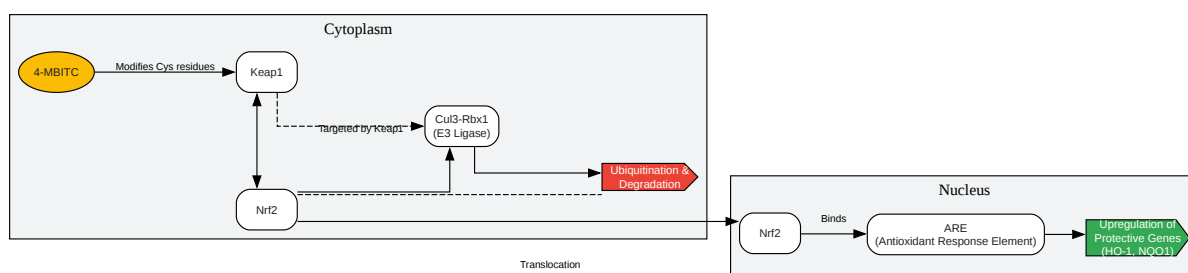 Cytoplasm
4-MBITC
Modifies Cys residues
Keap1
Targeted by Keap1
Cul3-Rbx1
(E3 Ligase)
Ubiquitination &
Degradation
Nrf2
Translocation
Nucleus
Nrf2
Binds
ARE
(Antioxidant Response Element)
Upregulation of
Protective Genes
(HO-1, NQO1)